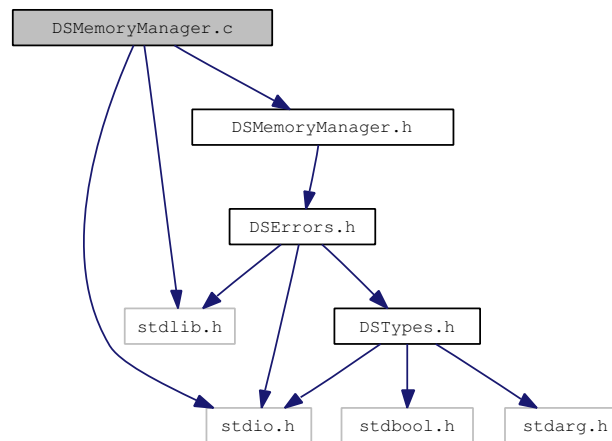 DSMemoryManager.c
DSMemoryManager.h
DSErrors.h
stdlib.h
DSTypes.h
stdio.h
stdbool.h
stdarg.h